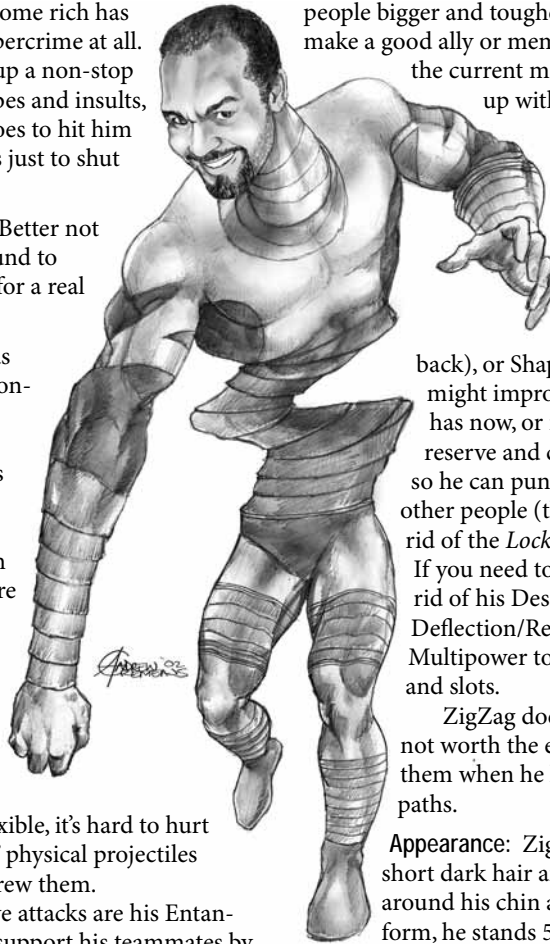 ome rich has
percrime at all.
up a non-stop
pes and insults,
oes to hit him
s just to shut
Better not
und to
for a real
as
on-
s
n
re
xible, it's hard to hurt
f physical projectiles
rew them.
ve attacks are his Entan-
support his teammates by
ANDREW '02
people bigger and toughe
make a good ally or men
the current m
up with
back), or Shap
might impro
has now, or
reserve and
so he can pun
other people (t
rid of the Lock
If you need to
rid of his Des
Deflection/Re
Multipower to
and slots.
ZigZag doe
not worth the e
them when he
paths.
Appearance: Zig
short dark hair a
around his chin a
form, he stands 5